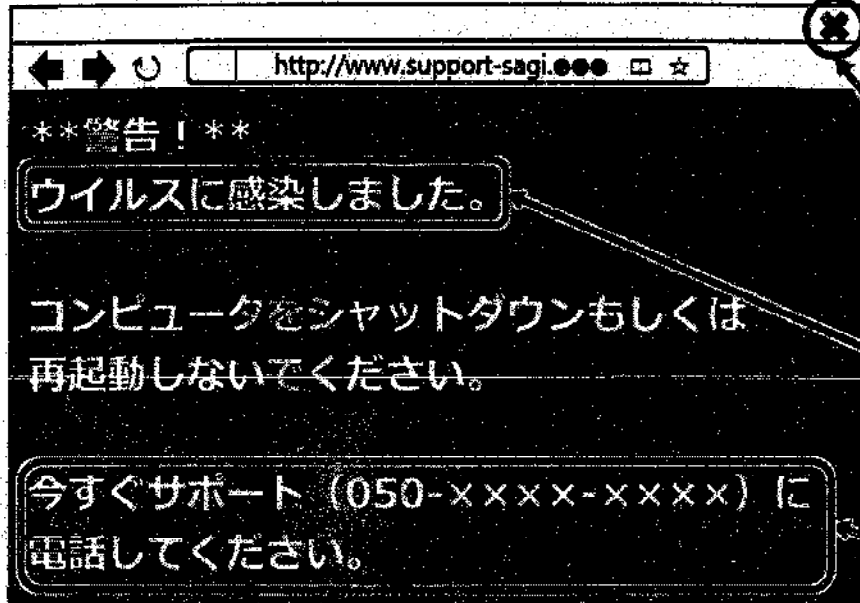 http://www.support-sagi.●●●
**警告！**
ウイルスに感染しました。
コンピュータをシャットダウンもしくは
再起動しないでください。
今すぐサポート（050-××××-××××）に
電話してください。